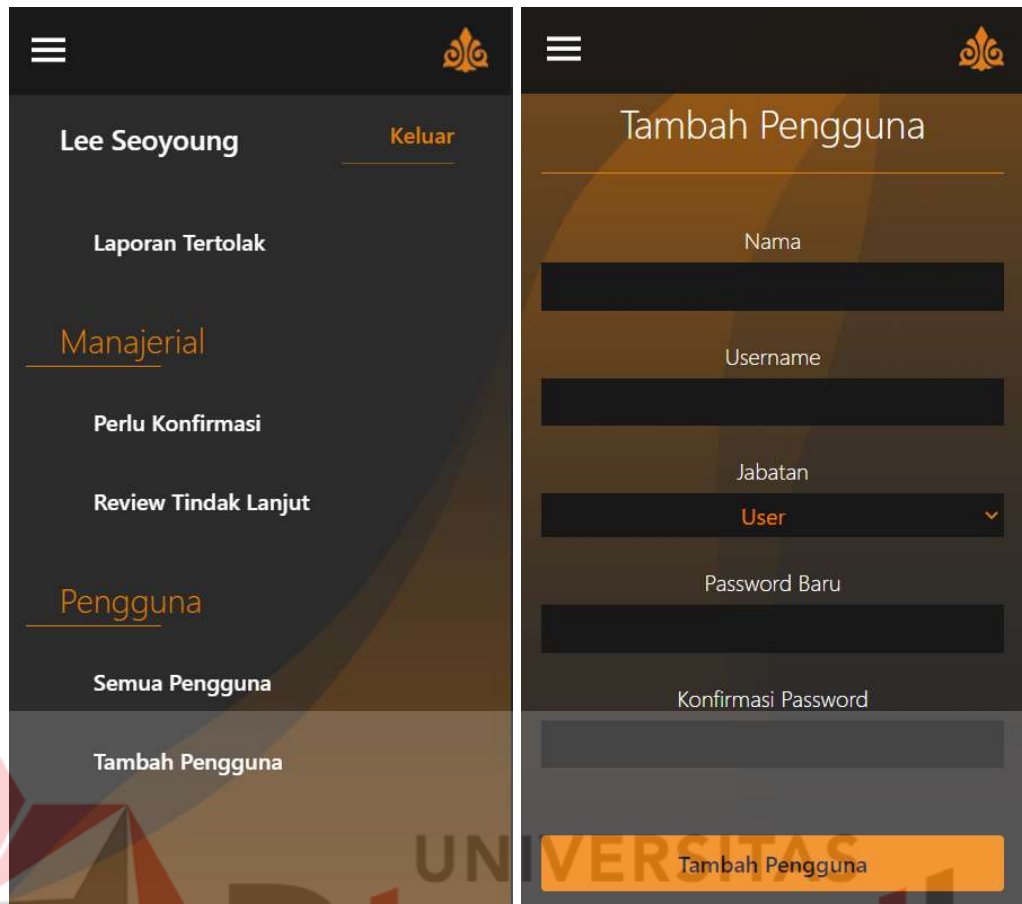 Lee Seoyoung
Keluar
Laporan Tertolak
Manajerial
Perlu Konfirmasi
Review Tindak Lanjut
Pengguna
Semua Pengguna
Tambah Pengguna
Tambah Pengguna
Nama
Username
Jabatan
User
Password Baru
Konfirmasi Password
Tambah Pengguna
UNIVERSITAS